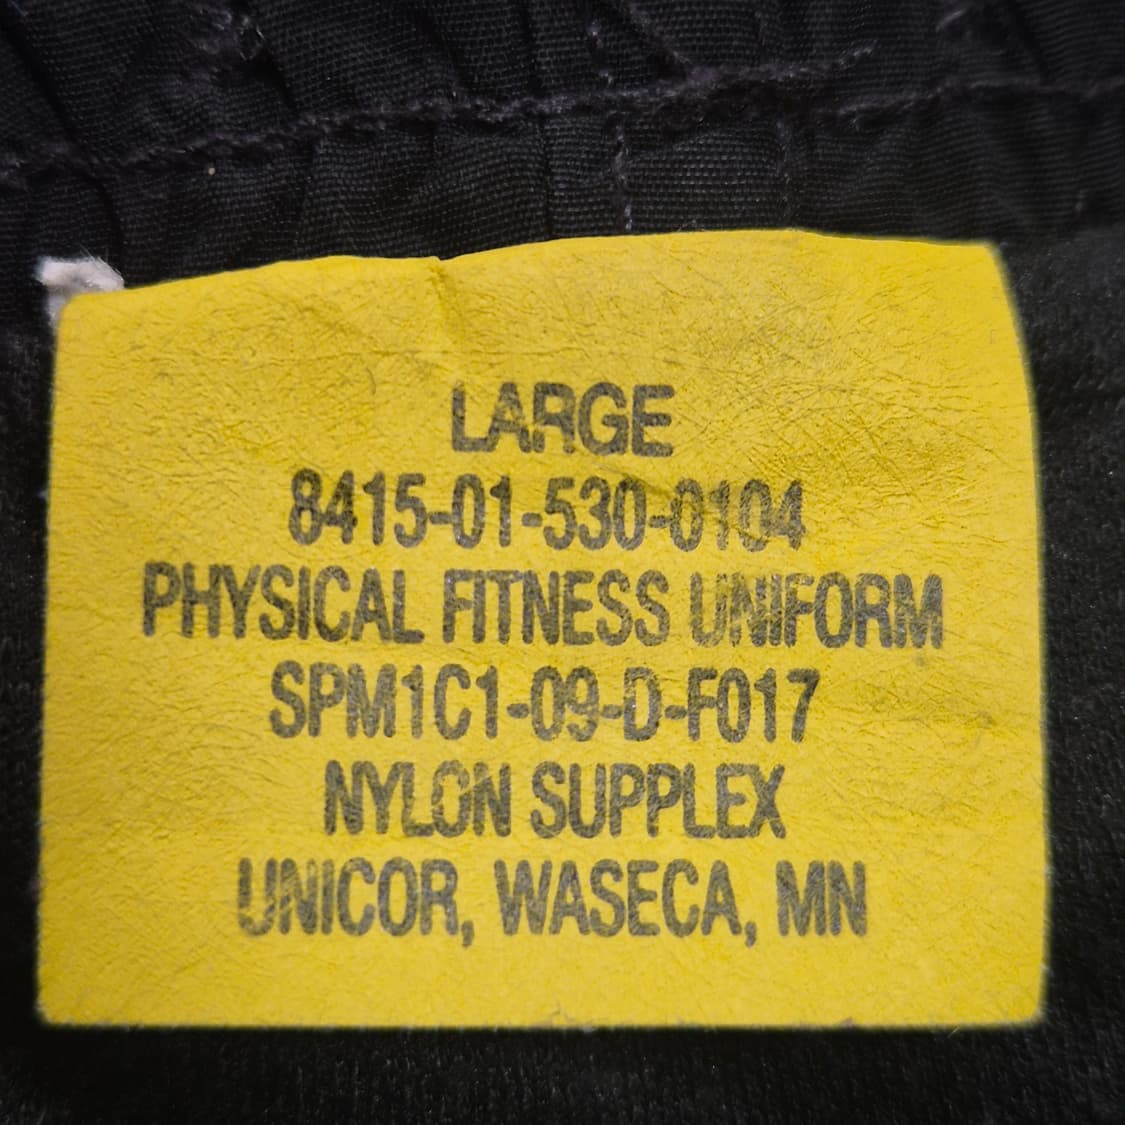 LARGE
8415-01-530-0104
PHYSICAL FITNESS UNIFORM
SPM1C1-09-D-F017
NYLON SUPPLEX
UNICOR, WASECA, MN